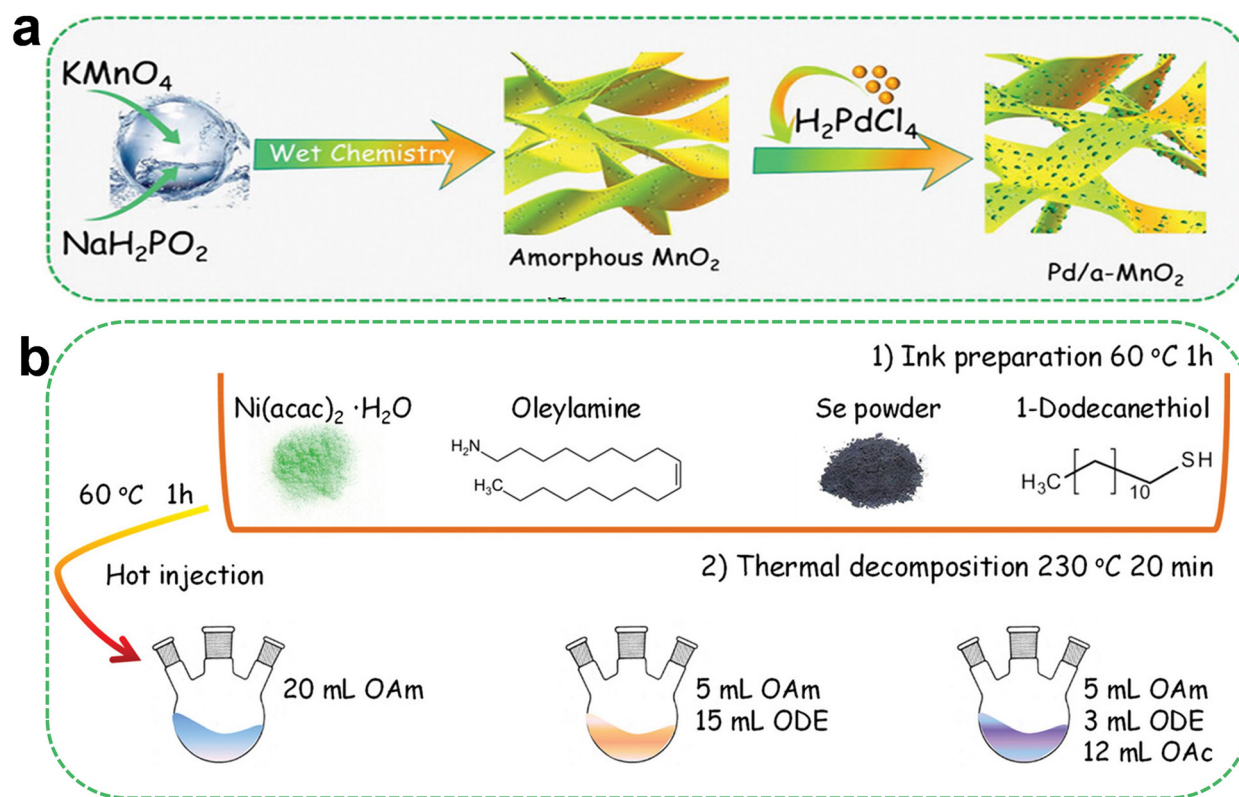 a
KMnO₄
NaH₂PO₂
Wet Chemistry
Amorphous MnO₂
H₂PdCl₄
Pd/a-MnO₂
b
1) Ink preparation 60 °C 1h
Ni(acac)₂ ·H₂O
Oleylamine
Se powder
1-Dodecanethiol
H₂N
H₃C
H₃C
10
SH
60 °C 1h
Hot injection
2) Thermal decomposition 230 °C 20 min
20 mL OAm
5 mL OAm
15 mL ODE
5 mL OAm
3 mL ODE
12 mL OAc